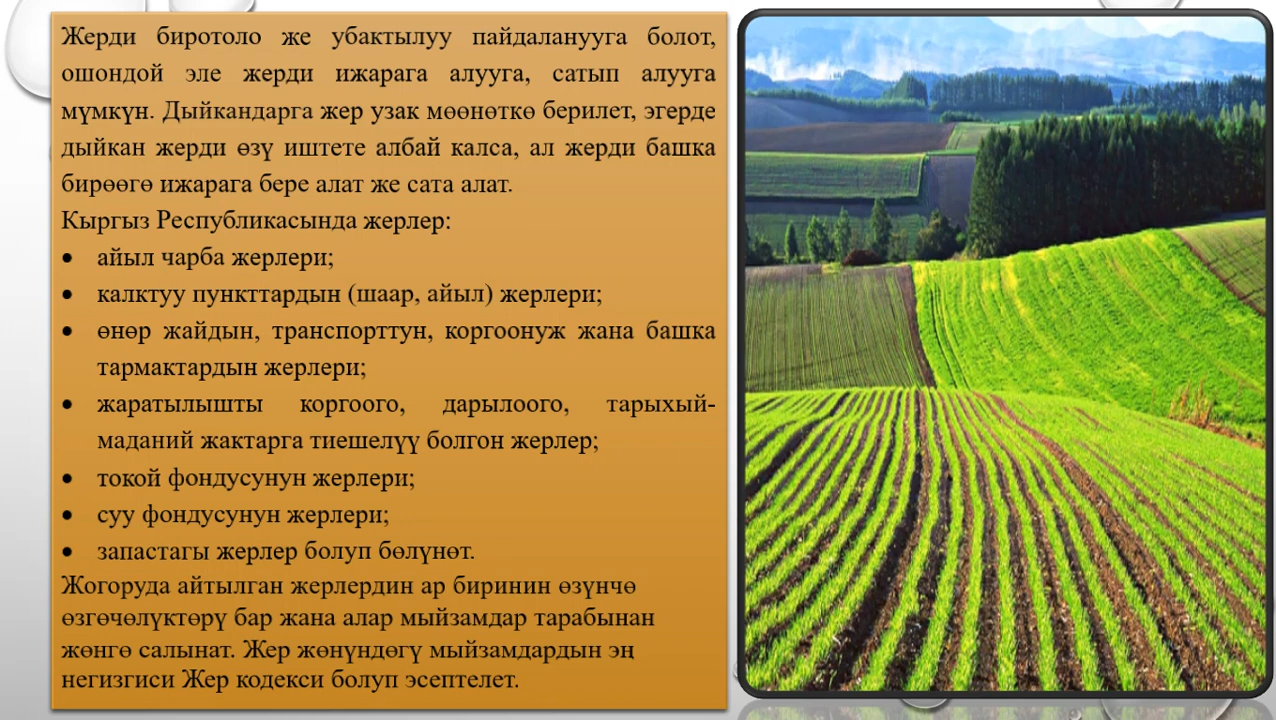 Жерди биротоло же убактылуу пайдаланууга болот,
ошондой эле жерди ижарага алууга, сатып алууга
мүмкүн. Дыйкандарга жер узак мөөнөткө берилет, эгерде
дыйкан жерди өзү иштете албай калса, ал жерди башка
бирөөгө ижарага бере алат же сата алат.
Кыргыз Республикасында жерлер:
• айыл чарба жерлери;
• калктуу пункттардын (шаар, айыл) жерлери;
• өнөр жайдын, транспорттун, коргоонуж жана башка
тармактардын жерлери;
• жаратылышты коргоого, дарылоого, тарыхый-
маданий жактарга тиешелүү болгон жерлер;
• токой фондусунун жерлери;
• суу фондусунун жерлери;
• запастагы жерлер болуп бөлүнөт.
Жогоруда айтылган жерлердин ар биринин өзүнчө
өзгөчөлүктөрү бар жана алар мыйзамдар тарабынан
жөнгө салынат. Жер жөнүндөгү мыйзамдардын эң
негизгиси Жер кодекси болуп эсептелет.